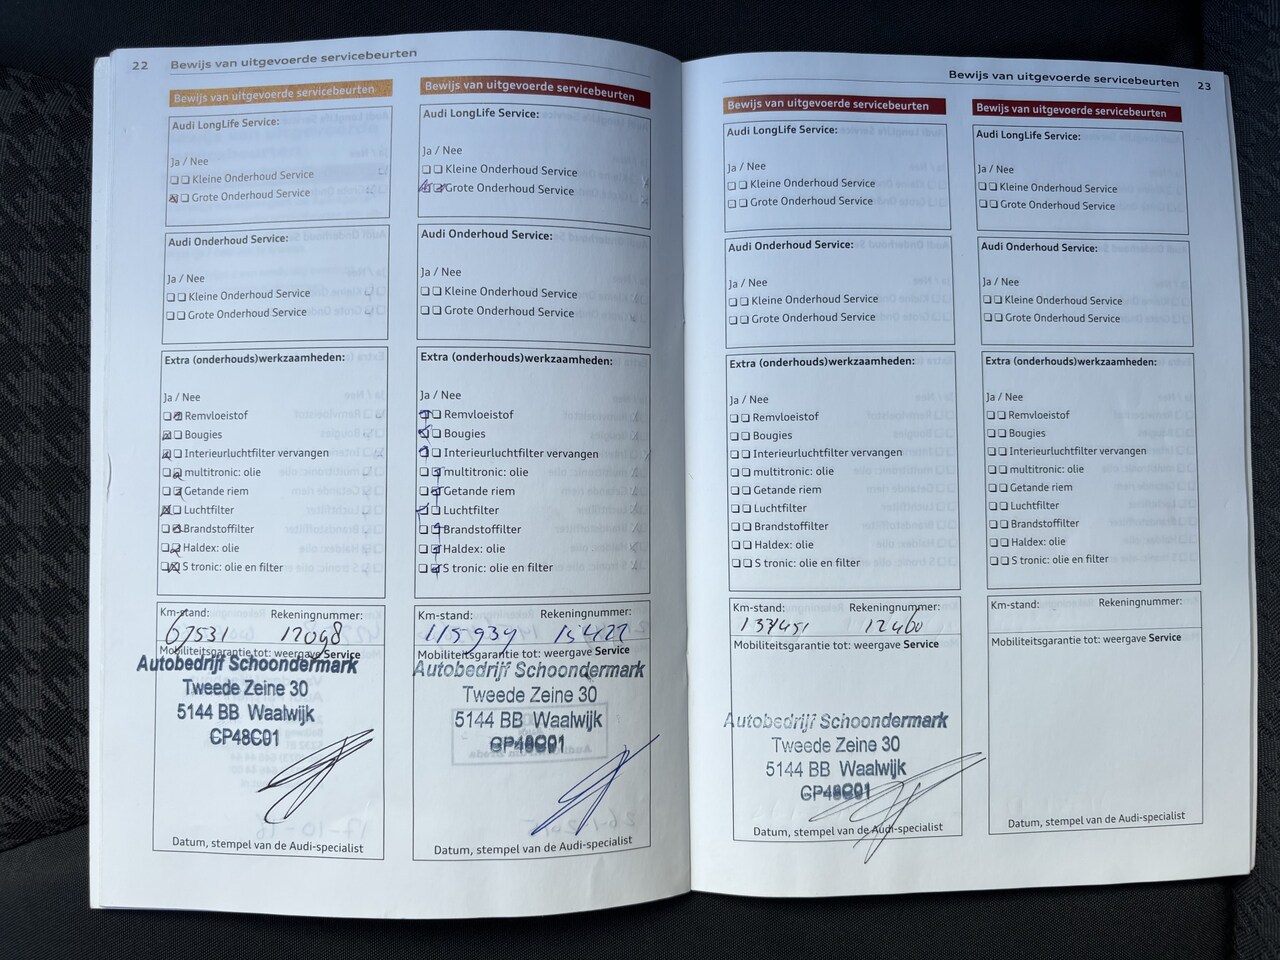 22 Bewijs van uitgevoerde servicebeurten
Bewijs van uitgevoerde servicebeurten
Audi LongLife Service:
Ja / Nee
Kleine Onderhoud Service
Grote Onderhoud Service
Audi Onderhoud Service:
Ja / Nee
Kleine Onderhoud Service
Grote Onderhoud Service
Extra (onderhouds)werkzaamheden:
Ja / Nee
Remvloeistof
Bougies
Interieurluchtfilter vervangen
multitronic: olie
Getande riem
Luchtfilter
Brandstoffilter
Haldex: olie
S tronic: olie en filter
Km-stand: Rekeningnummer:
67531 12098
Mobiliteitsgarantie tot: weergave Service
Autobedrijf Schoondermark
Tweede Zeine 30
5144 BB Waalwijk
CP48C01
Datum, stempel van de Audi-specialist
Bewijs van uitgevoerde servicebeurten
Audi LongLife Service:
Ja / Nee
Kleine Onderhoud Service
Grote Onderhoud Service
Audi Onderhoud Service:
Ja / Nee
Kleine Onderhoud Service
Grote Onderhoud Service
Extra (onderhouds)werkzaamheden:
Ja / Nee
Remvloeistof
Bougies
Interieurluchtfilter vervangen
multitronic: olie
Getande riem
Luchtfilter
Brandstoffilter
Haldex: olie
S tronic: olie en filter
Km-stand: Rekeningnummer:
115934 15422
Mobiliteitsgarantie tot: weergave Service
Autobedrijf Schoondermark
Tweede Zeine 30
5144 BB Waalwijk
CP48C01
Datum, stempel van de Audi-specialist
Bewijs van uitgevoerde servicebeurten 23
Bewijs van uitgevoerde servicebeurten
Audi LongLife Service:
Ja / Nee
Kleine Onderhoud Service
Grote Onderhoud Service
Audi Onderhoud Service:
Ja / Nee
Kleine Onderhoud Service
Grote Onderhoud Service
Extra (onderhouds)werkzaamheden:
Ja / Nee
Remvloeistof
Bougies
Interieurluchtfilter vervangen
multitronic: olie
Getande riem
Luchtfilter
Brandstoffilter
Haldex: olie
S tronic: olie en filter
Km-stand: Rekeningnummer:
137451 12460
Mobiliteitsgarantie tot: weergave Service
Autobedrijf Schoondermark
Tweede Zeine 30
5144 BB Waalwijk
CP48C01
Datum, stempel van de Audi-specialist
Bewijs van uitgevoerde servicebeurten
Audi LongLife Service:
Ja / Nee
Kleine Onderhoud Service
Grote Onderhoud Service
Audi Onderhoud Service:
Ja / Nee
Kleine Onderhoud Service
Grote Onderhoud Service
Extra (onderhouds)werkzaamheden:
Ja / Nee
Remvloeistof
Bougies
Interieurluchtfilter vervangen
multitronic: olie
Getande riem
Luchtfilter
Brandstoffilter
Haldex: olie
S tronic: olie en filter
Km-stand: Rekeningnummer:
Mobiliteitsgarantie tot: weergave Service
Datum, stempel van de Audi-specialist